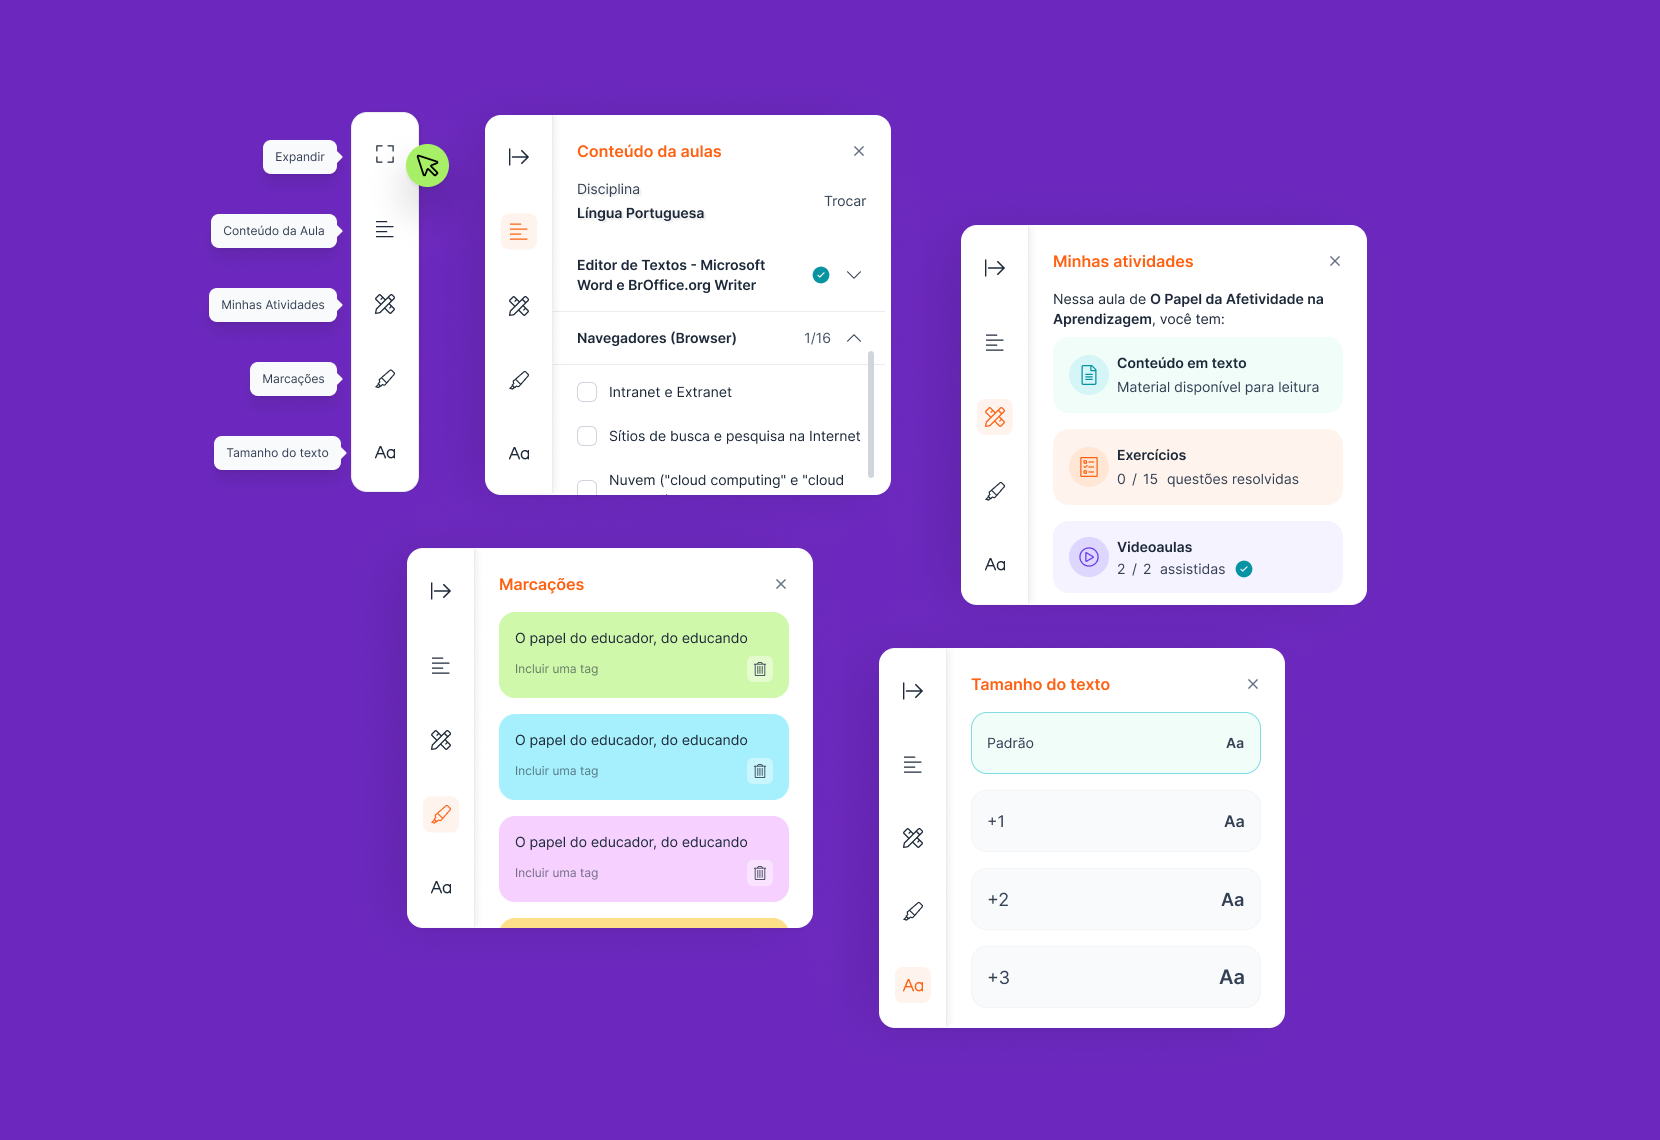 Expandir
Conteúdo da Aula
Minhas Atividades
Marcações
Tamanho do texto
Aa
Conteúdo da aulas
Disciplina
Língua Portuguesa
Trocar
Editor de Textos - Microsoft
Word e BrOffice.org Writer
Navegadores (Browser) 1/16
Intranet e Extranet
Sítios de busca e pesquisa na Internet
Nuvem ("cloud computing" e "cloud
Aa
Minhas atividades
Nessa aula de O Papel da Afetividade na
Aprendizagem, você tem:
Conteúdo em texto
Material disponível para leitura
Exercícios
0 / 15 questões resolvidas
Videoaulas
2 / 2 assistidas
Aa
Marcações
O papel do educador, do educando
Incluir uma tag
O papel do educador, do educando
Incluir uma tag
O papel do educador, do educando
Incluir uma tag
Aa
Tamanho do texto
Padrão Aa
+1 Aa
+2 Aa
+3 Aa
Aa